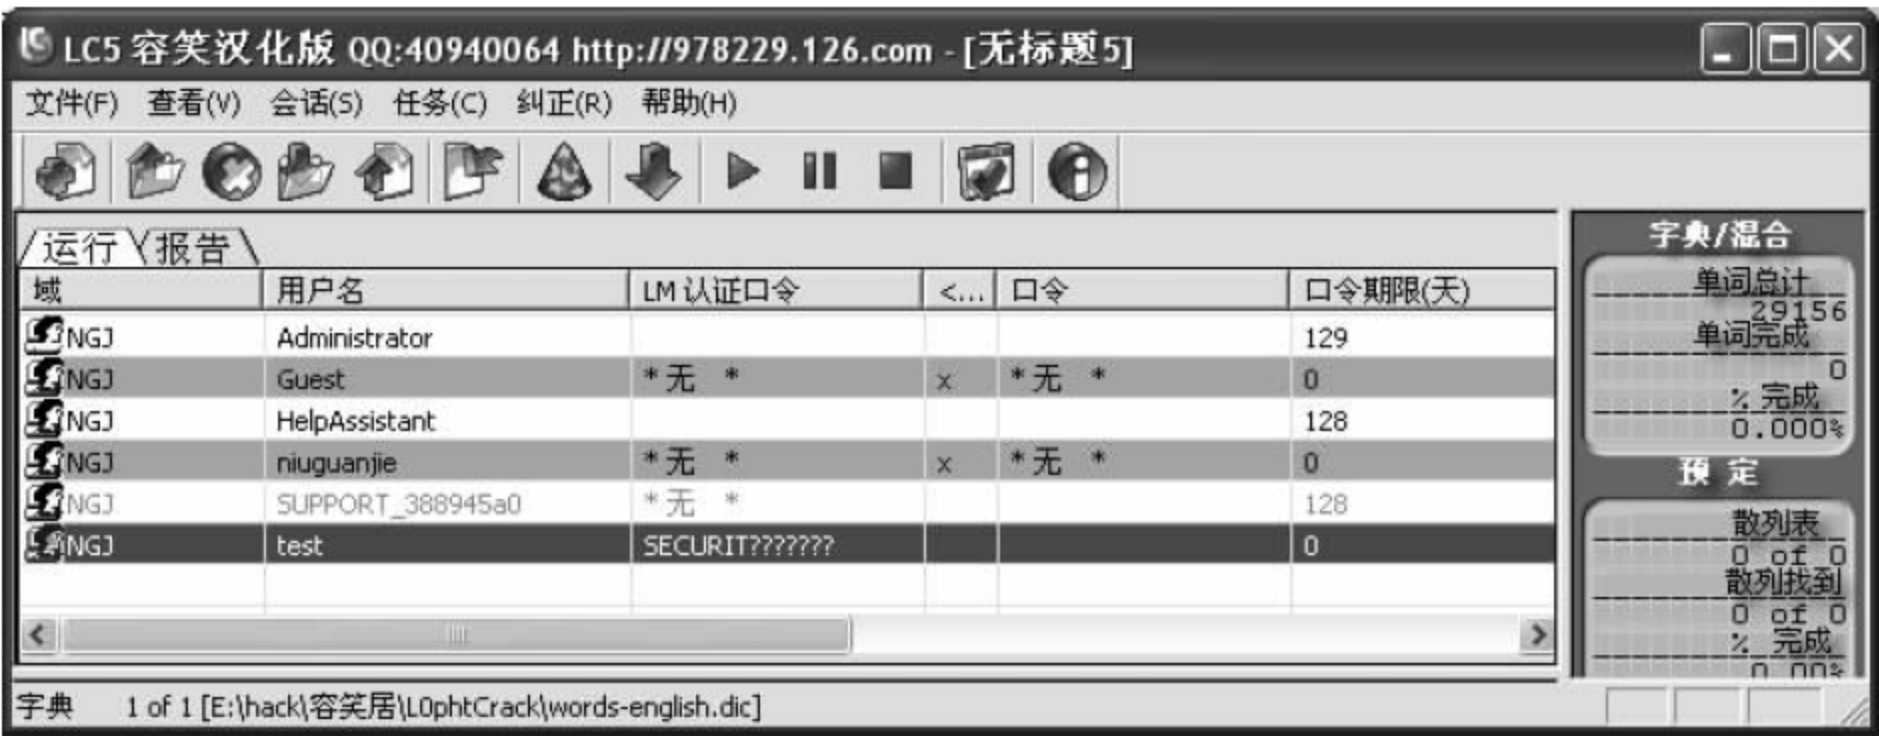 LC5 容笑汉化版 QQ:40940064 http://978229.126.com - [无标题5]
文件(F) 查看(V) 会话(S) 任务(C) 纠正(R) 帮助(H)
运行 报告
域 用户名 LM 认证口令 <... 口令 口令期限(天)
NGJ Administrator 129
NGJ Guest * 无 * x * 无 * 0
NGJ HelpAssistant 128
NGJ niuguanjie * 无 * x * 无 * 0
NGJ SUPPORT_388945a0 * 无 * 128
NGJ test SECURIT??????? 0
字典/混合
单词总计
29156
单词完成
0
% 完成
0.000%
预 定
散列表
0 of 0
散列找到
0 of 0
% 完成
0.00%
字典 1 of 1 [E:\hack\容笑居\L0phtCrack\words-english.dic]